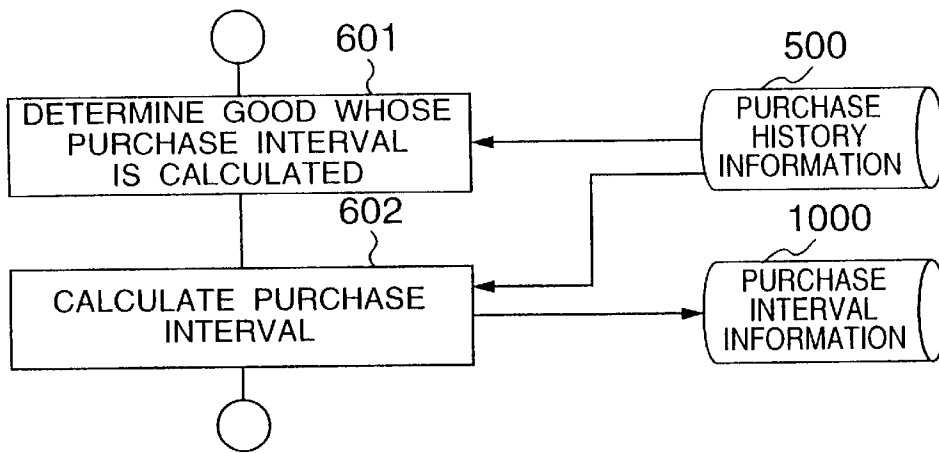 601
DETERMINE GOOD WHOSE
PURCHASE INTERVAL
IS CALCULATED
500
PURCHASE
HISTORY
INFORMATION
602
CALCULATE PURCHASE
INTERVAL
1000
PURCHASE
INTERVAL
INFORMATION